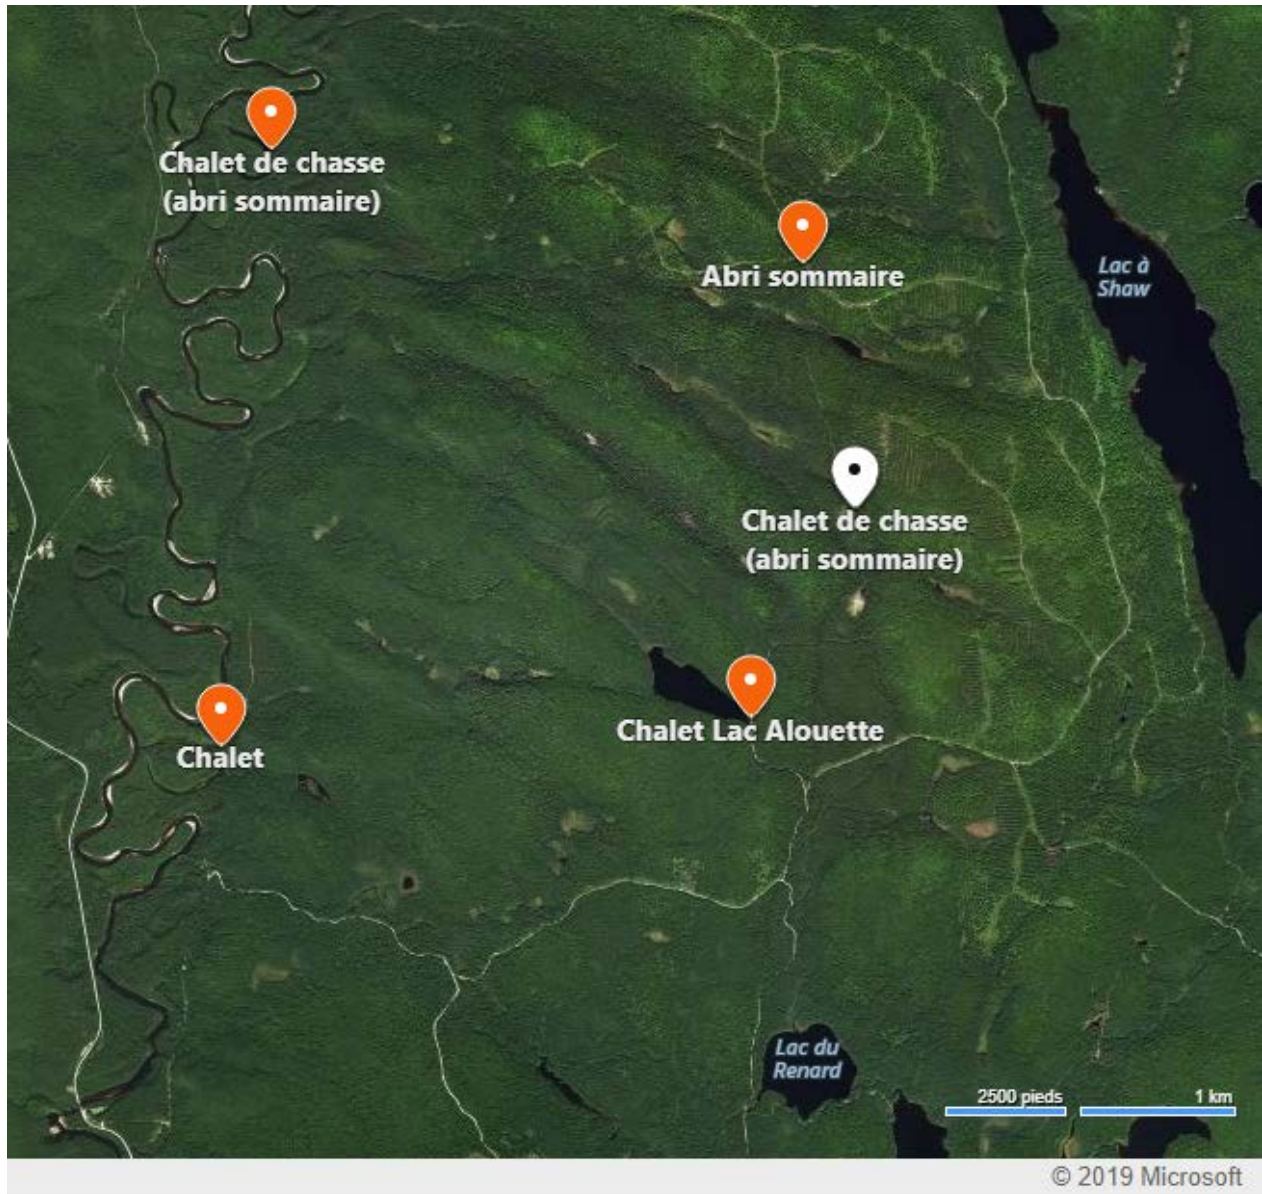 Chalet de chasse
(abri sommaire)
Abri sommaire
Lac à
Shaw
Chalet de chasse
(abri sommaire)
Chalet Lac Alouette
Chalet
Lac du
Renard
2500 pieds
1 km
© 2019 Microsoft